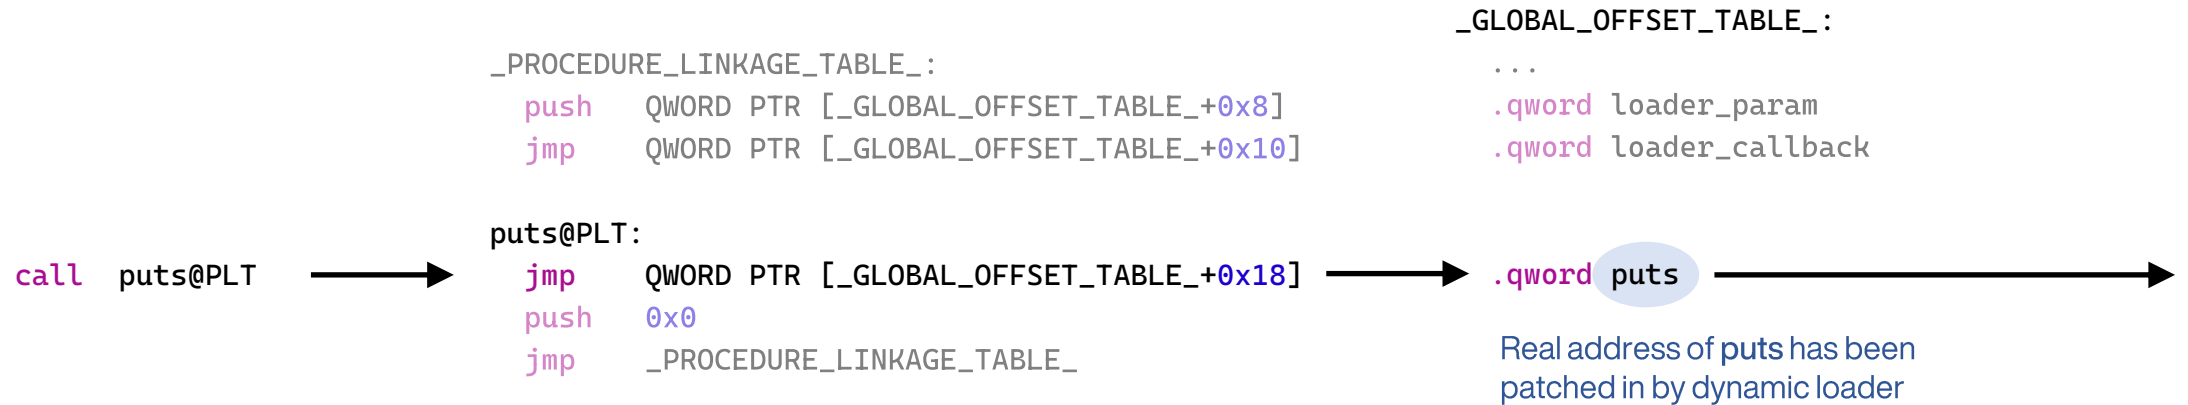 _GLOBAL_OFFSET_TABLE_:
_PROCEDURE_LINKAGE_TABLE_:
...
push QWORD PTR [_GLOBAL_OFFSET_TABLE_+0x8]
.qword loader_param
jmp QWORD PTR [_GLOBAL_OFFSET_TABLE_+0x10]
.qword loader_callback
puts@PLT:
call puts@PLT
jmp QWORD PTR [_GLOBAL_OFFSET_TABLE_+0x18]
.qword puts
push 0x0
jmp _PROCEDURE_LINKAGE_TABLE_
Real address of puts has been
patched in by dynamic loader